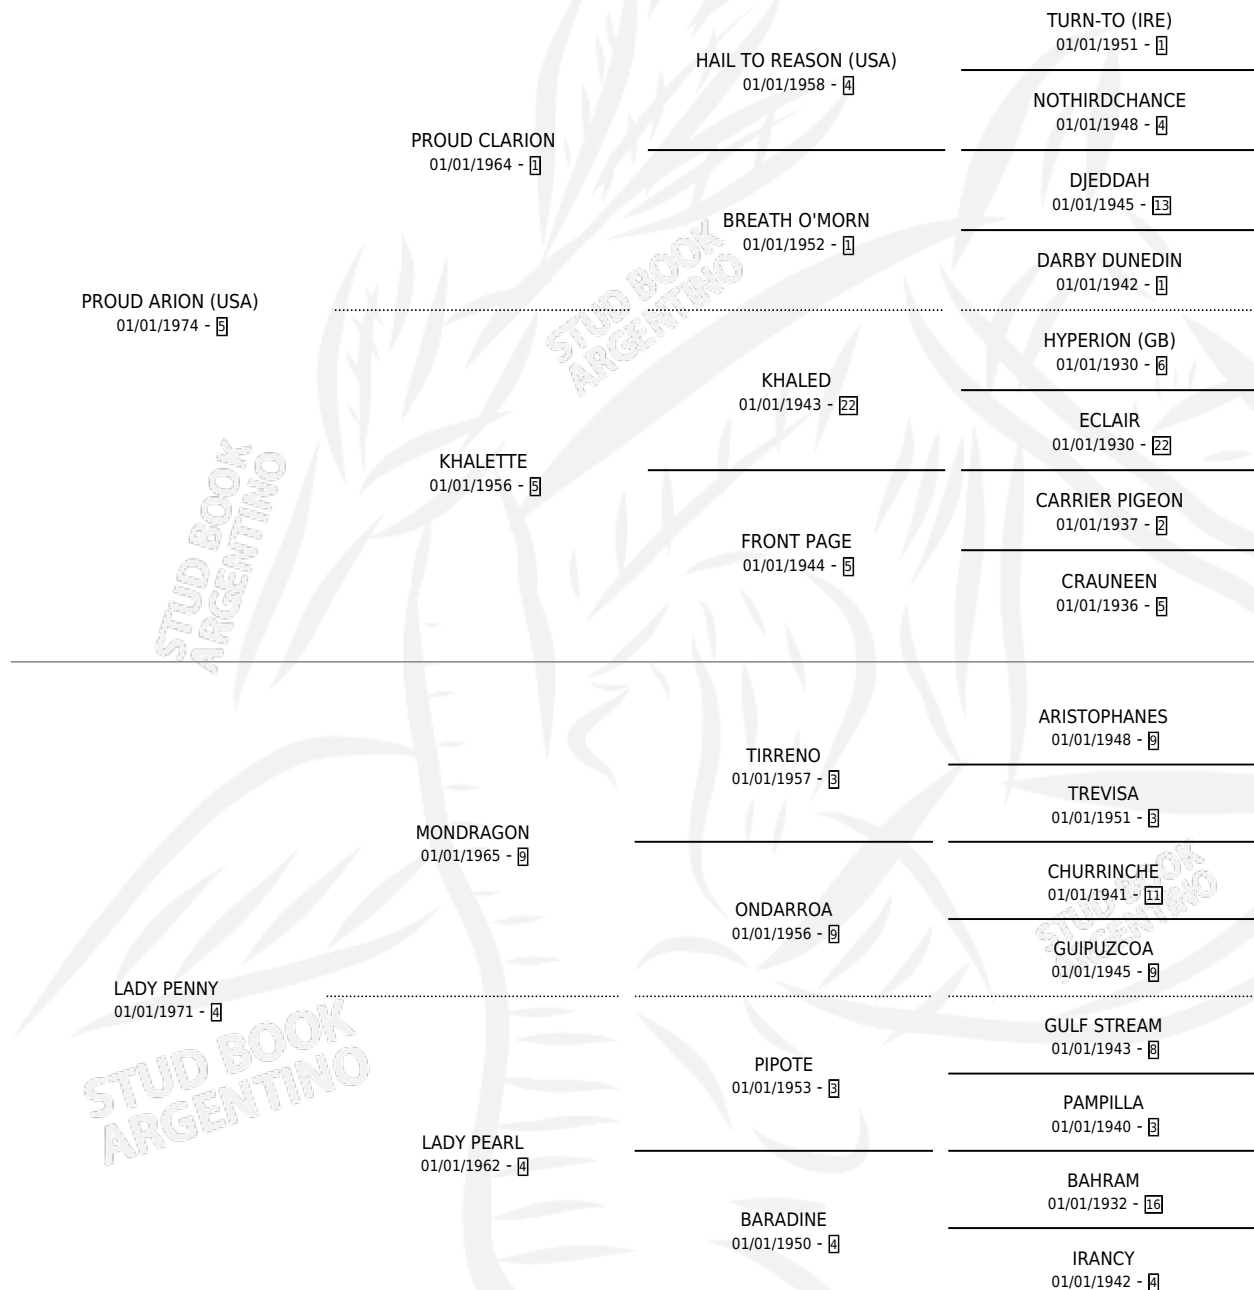 TURN-TO (IRE)
01/01/1951 - 1
HAIL TO REASON (USA)
01/01/1958 - 4
NOTHIRDCHANCE
01/01/1948 - 4
PROUD CLARION
01/01/1964 - 1
DJEDDAH
01/01/1945 - 13
BREATH O'MORN
01/01/1952 - 1
DARBY DUNEDIN
01/01/1942 - 1
PROUD ARION (USA)
01/01/1974 - 5
STUD BOOK
ARGENTINO
HYPERION (GB)
01/01/1930 - 6
KHALED
01/01/1943 - 22
ECLAIR
01/01/1930 - 22
KHALETTE
01/01/1956 - 5
CARRIER PIGEON
01/01/1937 - 2
FRONT PAGE
01/01/1944 - 5
CRAUNEEN
01/01/1936 - 5
STUD BOOK
ARGENTINO
ARISTOPHANES
01/01/1948 - 9
TIRRENO
01/01/1957 - 3
TREVISA
01/01/1951 - 3
MONDRAGON
01/01/1965 - 9
CHURRINCHE
01/01/1941 - 11
ONDARROA
01/01/1956 - 9
STUD BOOK
ARGENTINO
GUIPUZCOA
01/01/1945 - 9
LADY PENNY
01/01/1971 - 4
GULF STREAM
01/01/1943 - 8
PIPOTE
01/01/1953 - 3
STUD BOOK
ARGENTINO
PAMPILLA
01/01/1940 - 3
LADY PEARL
01/01/1962 - 4
BAHRAM
01/01/1932 - 16
BARADINE
01/01/1950 - 4
IRANCY
01/01/1942 - 4